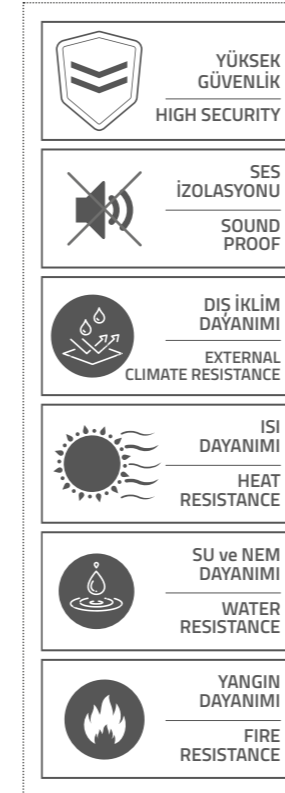 YÜKSEK
GÜVENLİK
HIGH SECURITY
SES
İZOLASYONU
SOUND
PROOF
DIŞ İKLİM
DAYANIMI
EXTERNAL
CLIMATE RESISTANCE
ISI
DAYANIMI
HEAT
RESISTANCE
SU ve NEM
DAYANIMI
WATER
RESISTANCE
YANGIN
DAYANIMI
FIRE
RESISTANCE